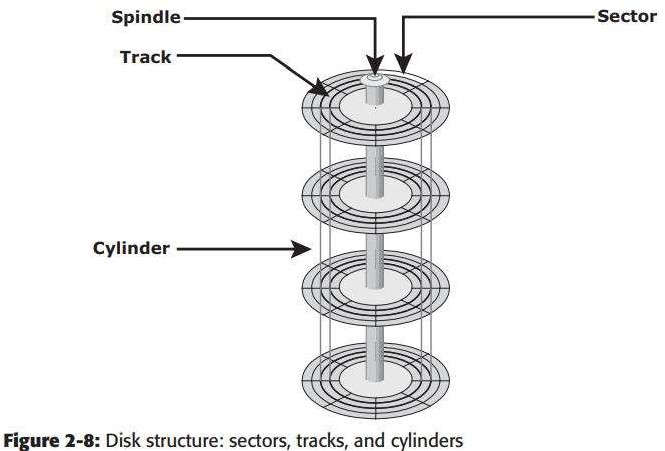 Spindle
Sector
Track
Cylinder
Figure 2-8: Disk structure: sectors, tracks, and cylinders